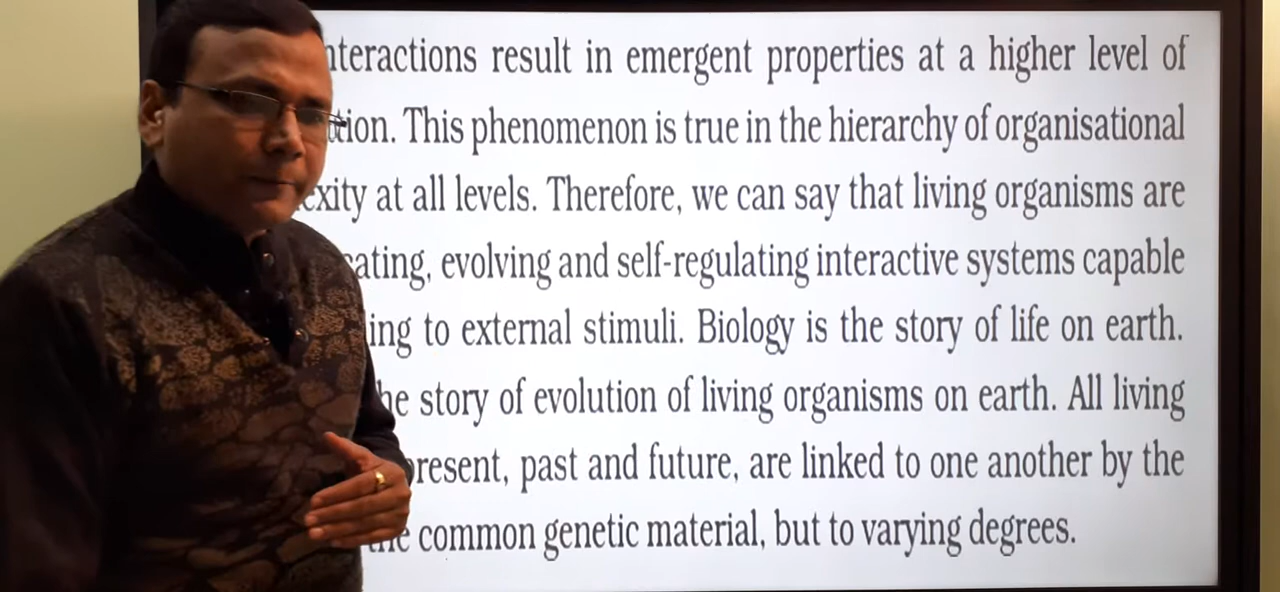 nteractions result in emergent properties at a higher level of
tion. This phenomenon is true in the hierarchy of organisational
exity at all levels. Therefore, we can say that living organisms are
ating, evolving and self-regulating interactive systems capable
ing to external stimuli. Biology is the story of life on earth.
he story of evolution of living organisms on earth. All living
present, past and future, are linked to one another by the
common genetic material, but to varying degrees.